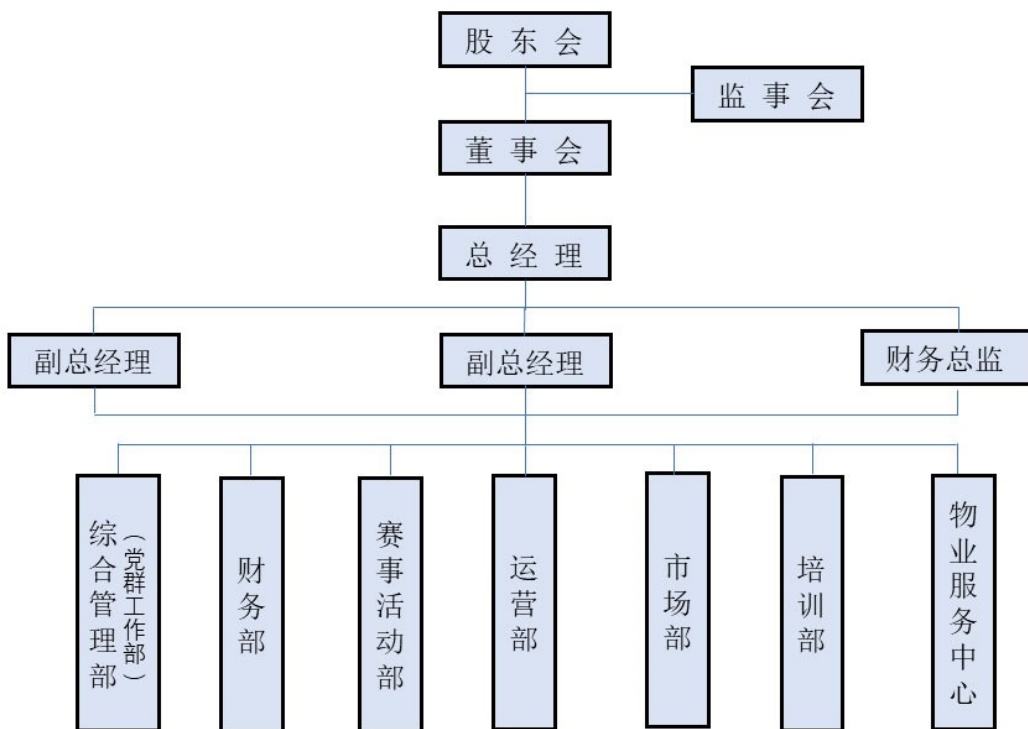 股东会
监事会
董事会
总经理
副总经理
副总经理
财务总监
综合管理部
（党群工作部）
财务部
赛事活动部
运营部
市场部
培训部
物业服务中心